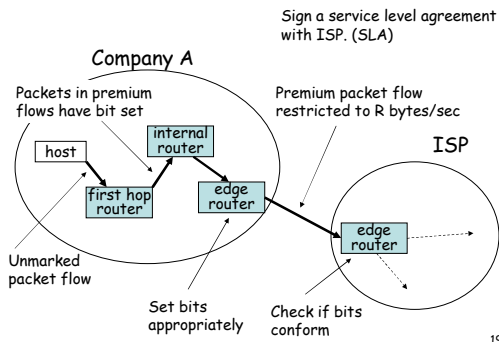 Sign a service level agreement
with ISP. (SLA)
Company A
Packets in premium
flows have bit set
Premium packet flow
restricted to R bytes/sec
internal
router
ISP
host
first hop
router
edge
router
edge
router
Unmarked
packet flow
Set bits
appropriately
Check if bits
conform